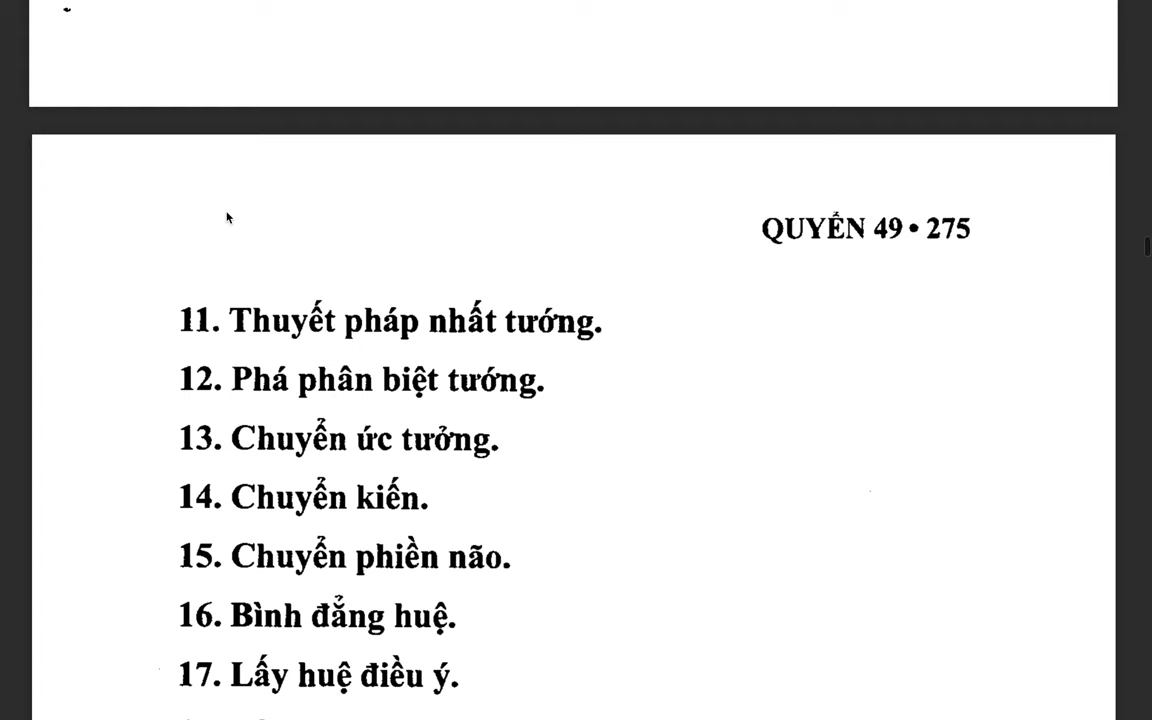 QUYỂN 49 • 275
11. Thuyết pháp nhất tướng.
12. Phá phân biệt tướng.
13. Chuyển ức tưởng.
14. Chuyển kiến.
15. Chuyển phiền não.
16. Bình đẳng huệ.
17. Lấy huệ điều ý.